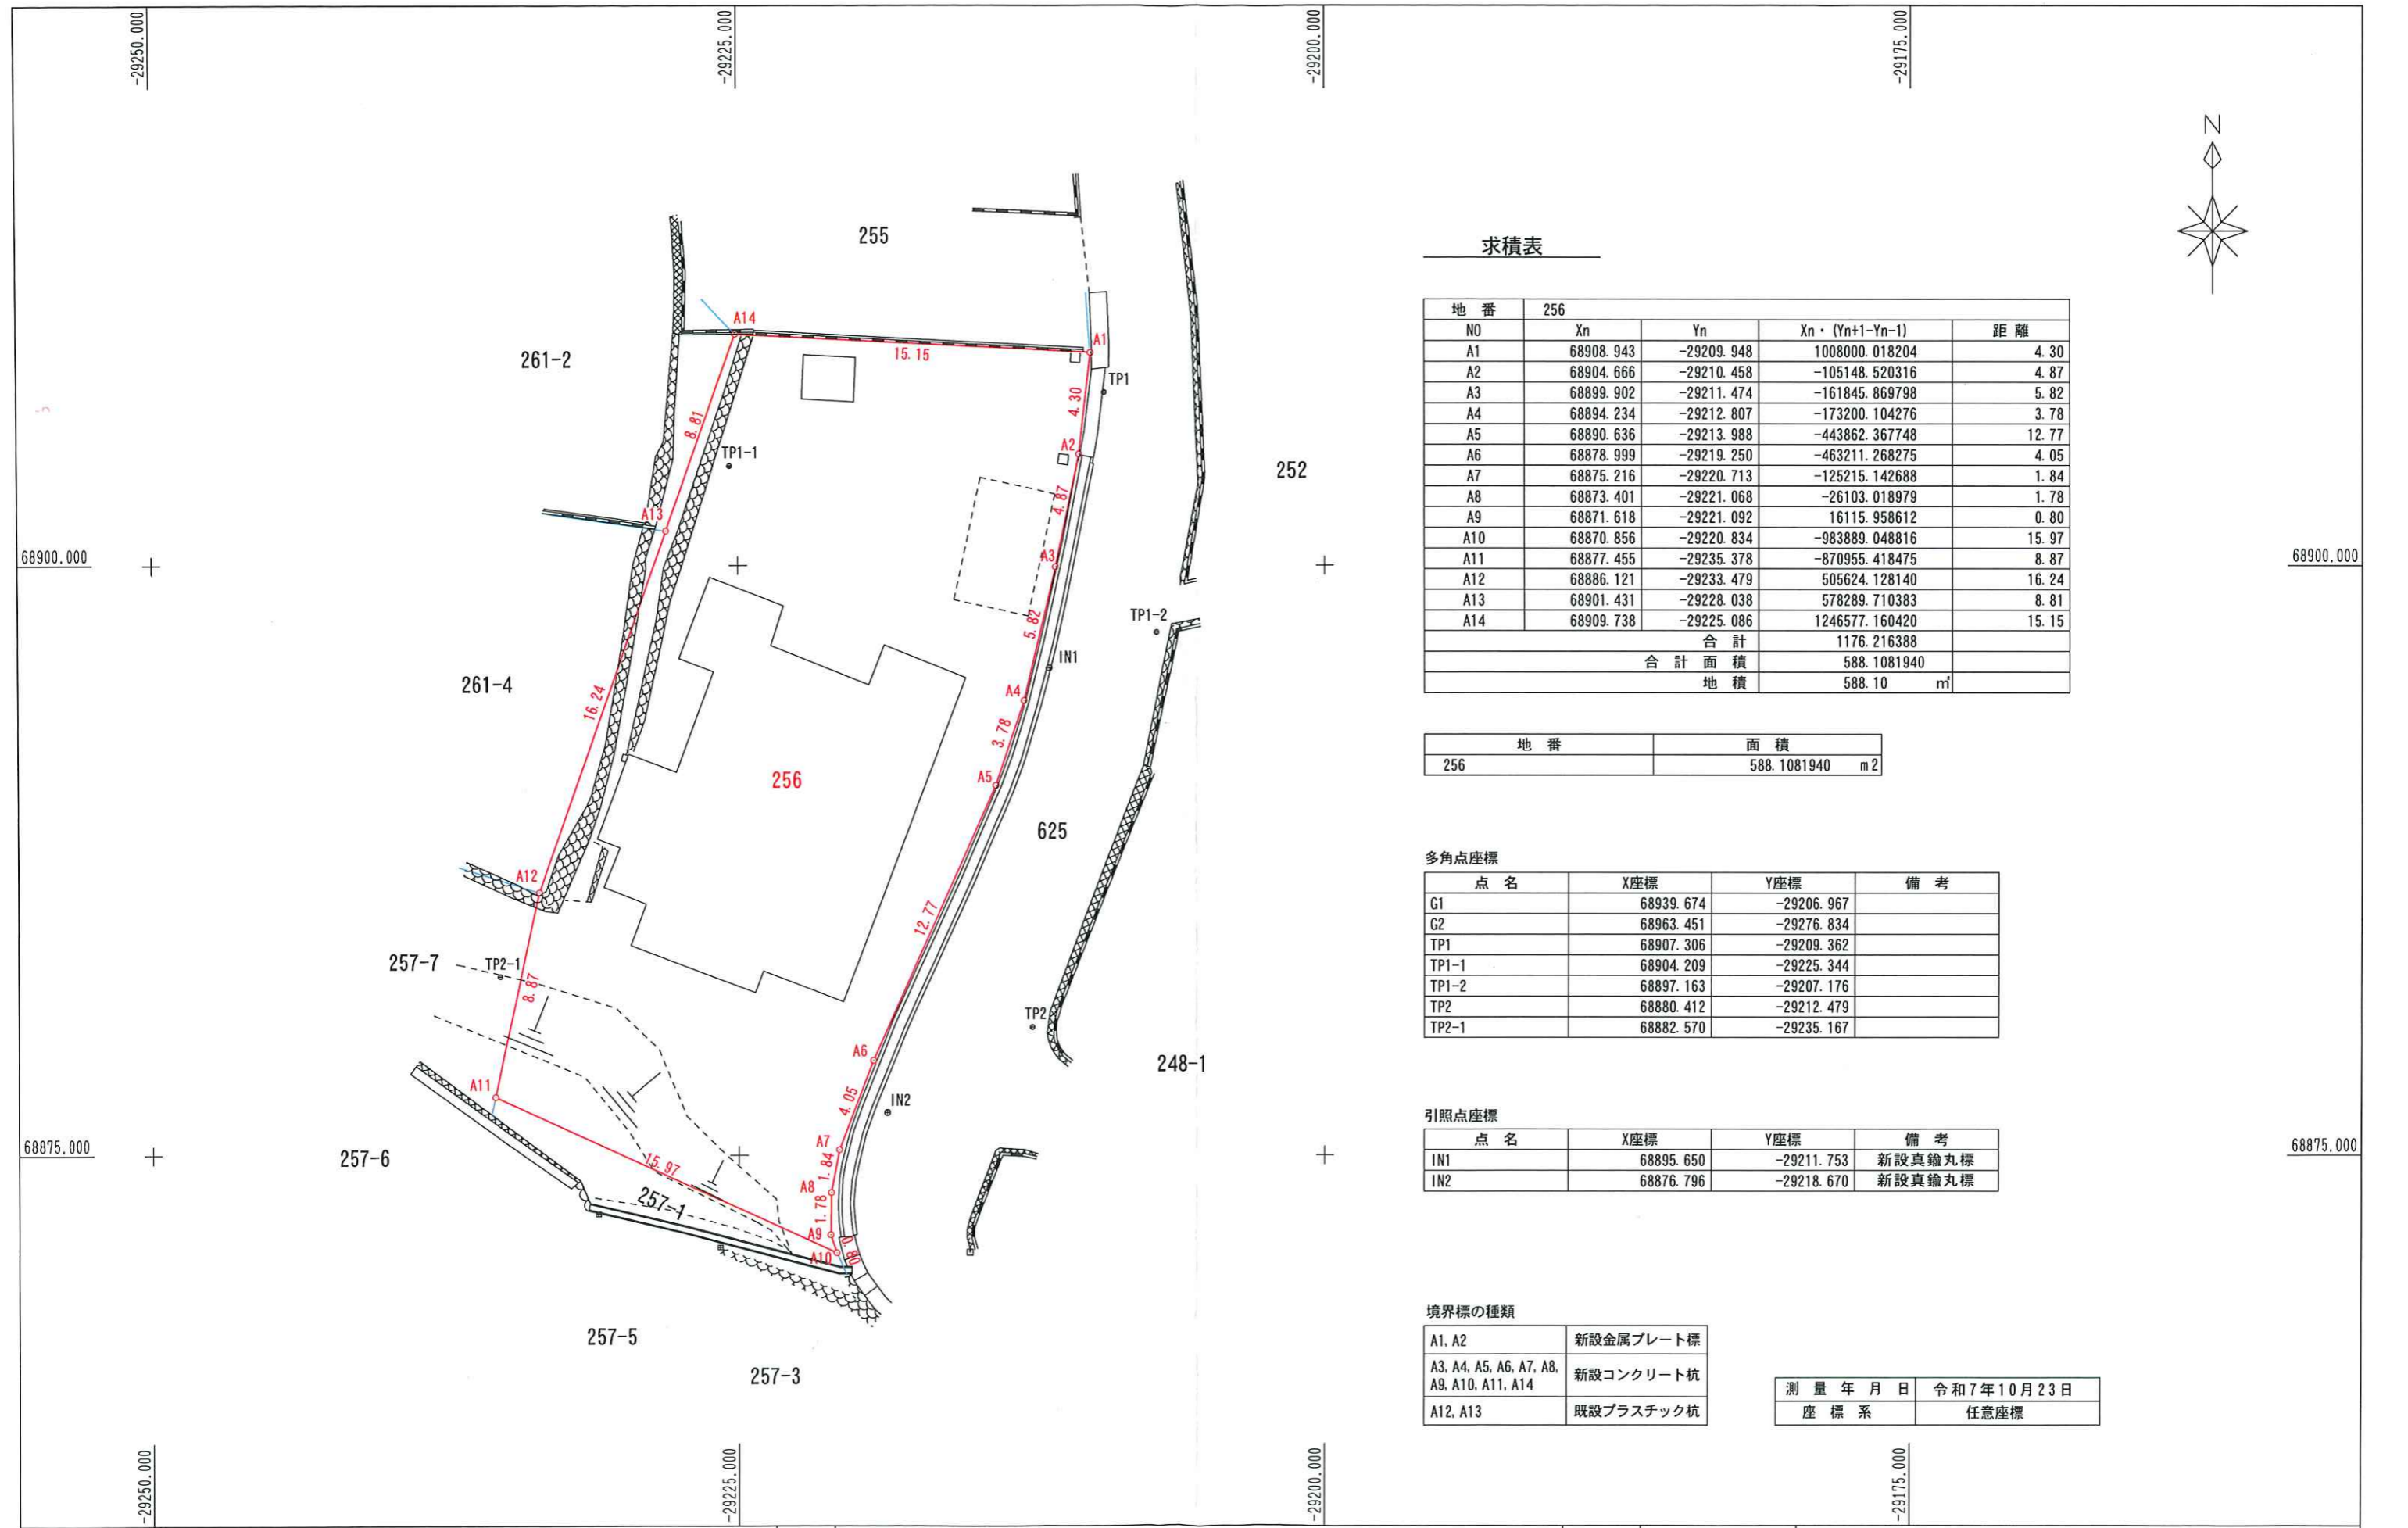 -29250.000
-29225.000
-29200.000
-29175.000
N
255
261-2
A14
A1
15.15
TP1
4.30
8.81
A2
TP1-1
252
4.87
A13
A3
68900.000
68900.000
5.82
TP1-2
IN1
261-4
A4
16.24
3.78
256
A5
625
A12
12.77
257-7
TP2-1
8.87
TP2
A6
248-1
A11
4.05
IN2
A7
68875.000
68875.000
257-6
15.97
1.84
A8
257-1
1.78
A9
0.80
A10
257-5
257-3
求積表
地 番 256
NO Xn Yn Xn・(Yn+1-Yn-1) 距 離
A1 68908.943 -29209.948 1008000.018204 4.30
A2 68904.666 -29210.458 -105148.520316 4.87
A3 68899.902 -29211.474 -161845.869798 5.82
A4 68894.234 -29212.807 -173200.104276 3.78
A5 68890.636 -29213.988 -443862.367748 12.77
A6 68878.999 -29219.250 -463211.268275 4.05
A7 68875.216 -29220.713 -125215.142688 1.84
A8 68873.401 -29221.068 -26103.018979 1.78
A9 68871.618 -29221.092 16115.958612 0.80
A10 68870.856 -29220.834 -983889.048816 15.97
A11 68877.455 -29235.378 -870955.418475 8.87
A12 68886.121 -29233.479 505624.128140 16.24
A13 68901.431 -29228.038 578289.710383 8.81
A14 68909.738 -29225.086 1246577.160420 15.15
合 計 1176.216388
合 計 面 積 588.1081940
地 積 588.10 ㎡
地 番 面 積
256 588.1081940 m2
多角点座標
点 名 X座標 Y座標 備 考
G1 68939.674 -29206.967
G2 68963.451 -29276.834
TP1 68907.306 -29209.362
TP1-1 68904.209 -29225.344
TP1-2 68897.163 -29207.176
TP2 68880.412 -29212.479
TP2-1 68882.570 -29235.167
引照点座標
点 名 X座標 Y座標 備 考
IN1 68895.650 -29211.753 新設真鍮丸標
IN2 68876.796 -29218.670 新設真鍮丸標
境界標の種類
A1, A2 新設金属プレート標
A3, A4, A5, A6, A7, A8,
A9, A10, A11, A14 新設コンクリート杭
A12, A13 既設プラスチック杭
測 量 年 月 日 令和7年10月23日
座 標 系 任意座標
-29250.000
-29225.000
-29200.000
-29175.000